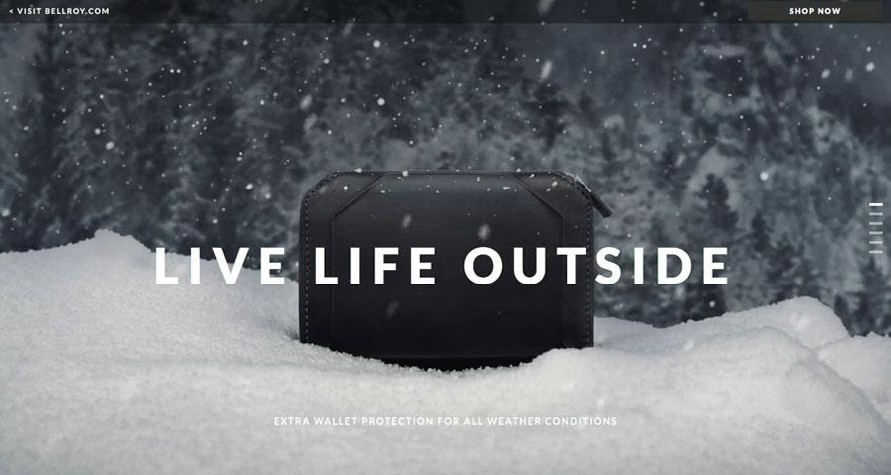 < VISIT BELLROY.COM
SHOP NOW
LIVE LIFE OUTSIDE
EXTRA WALLET PROTECTION FOR ALL WEATHER CONDITIONS